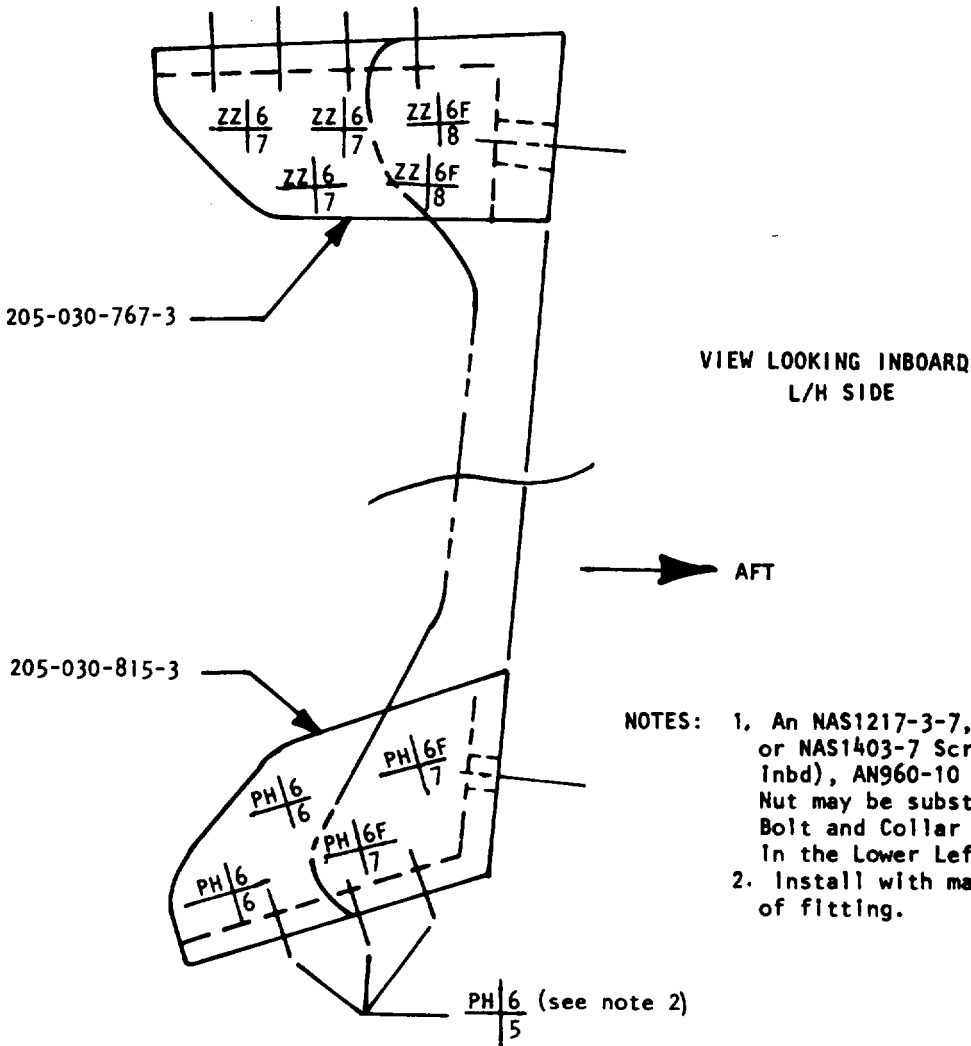 ZZ 6
7
ZZ 6
7
ZZ 6F
8
ZZ 6
7
ZZ 6F
8
205-030-767-3
VIEW LOOKING INBOARD
L/H SIDE
AFT
205-030-815-3
NOTES: 1. An NAS1217-3-7,
or NAS1403-7 Scr
inbd), AN960-10
Nut may be subst
Bolt and Collar
in the Lower Lef
2. Install with ma
of fitting.
PH 6F
7
PH 6
6
PH 6F
7
PH 6
6
PH 6 (see note 2)
5